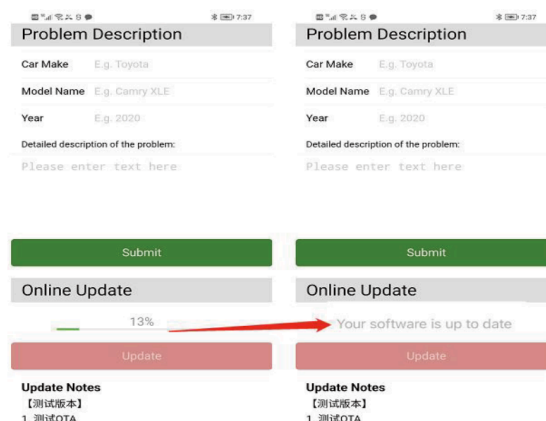 7:37
Problem Description
Car Make E.g. Toyota
Model Name E.g. Camry XLE
Year E.g. 2020
Detailed description of the problem:
Please enter text here
Submit
Online Update
13%
Update
Update Notes
【测试版本】
1. 测试OTA
7:37
Problem Description
Car Make E.g. Toyota
Model Name E.g. Camry XLE
Year E.g. 2020
Detailed description of the problem:
Please enter text here
Submit
Online Update
Your software is up to date
Update
Update Notes
【测试版本】
1. 测试OTA